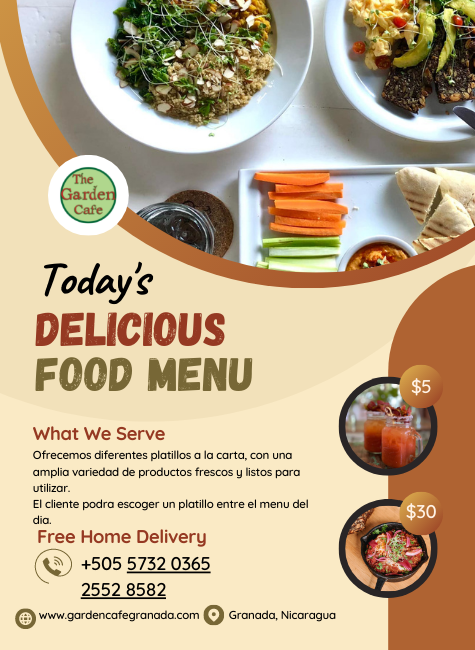 The
Garden
Cafe
Today's
DELICIOUS
FOOD MENU
$5
What We Serve
Ofrecemos diferentes platillos a la carta, con una
amplia variedad de productos frescos y listos para
utilizar.
El cliente podra escoger un platillo entre el menu del
dia.
$30
Free Home Delivery
+505 5732 0365
2552 8582
www.gardencafegranada.com Granada, Nicaragua